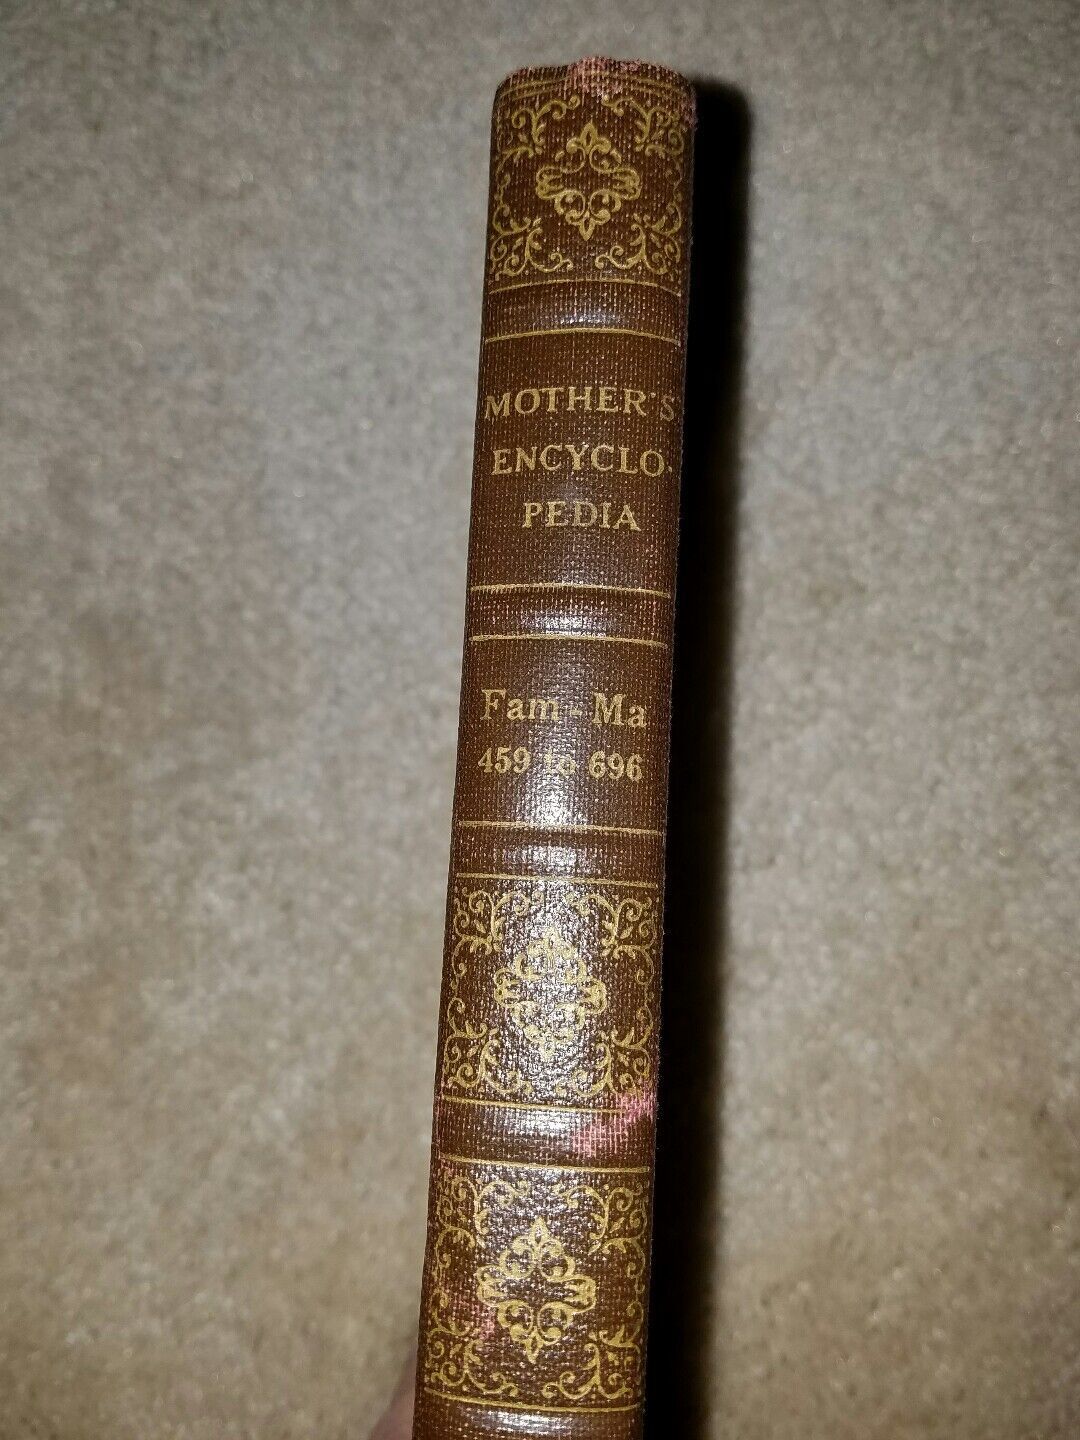 MOTHER'S
ENCYCLO-
PEDIA
Fam - Ma
459 to 696